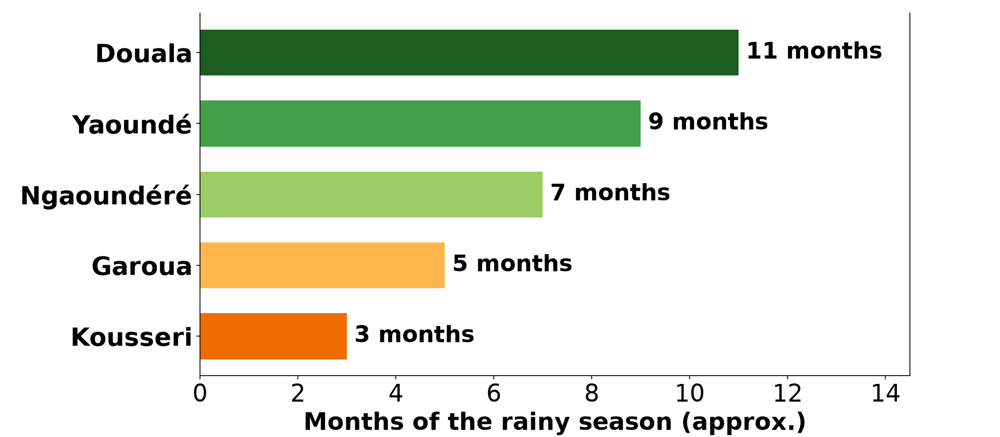 Douala 11 months
Yaoundé 9 months
Ngaoundéré 7 months
Garoua 5 months
Kousseri 3 months
0 2 4 6 8 10 12 14
Months of the rainy season (approx.)